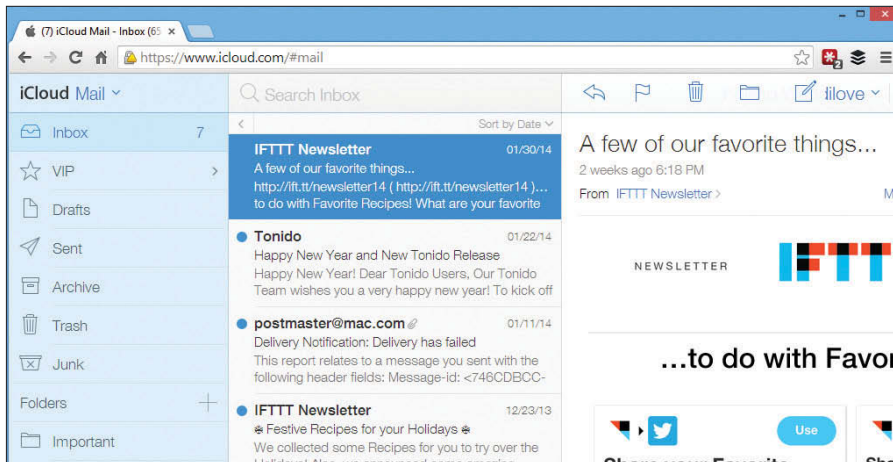 (7) iCloud Mail - Inbox (65
https://www.icloud.com/#mail
2
iCloud Mail
Search Inbox
Inbox 7
VIP
Drafts
Sent
Archive
Trash
Junk
Folders
Important
Sort by Date
IFTTT Newsletter 01/30/14
A few of our favorite things...
http://ift.tt/newsletter14 ( http://ift.tt/newsletter14 )...
to do with Favorite Recipes! What are your favorite
Tonido 01/22/14
Happy New Year and New Tonido Release
Happy New Year! Dear Tonido Users, Our Tonido
Team wishes you a very happy new year! To kick off
postmaster@mac.com 01/11/14
Delivery Notification: Delivery has failed
This report relates to a message you sent with the
following header fields: Message-id: <746CDBCC-
IFTTT Newsletter 12/23/13
❄ Festive Recipes for your Holidays ❄
We collected some Recipes for you to try over the
A few of our favorite things...
2 weeks ago 6:18 PM
From IFTTT Newsletter > M
NEWSLETTER IFTT
...to do with Favor
Use